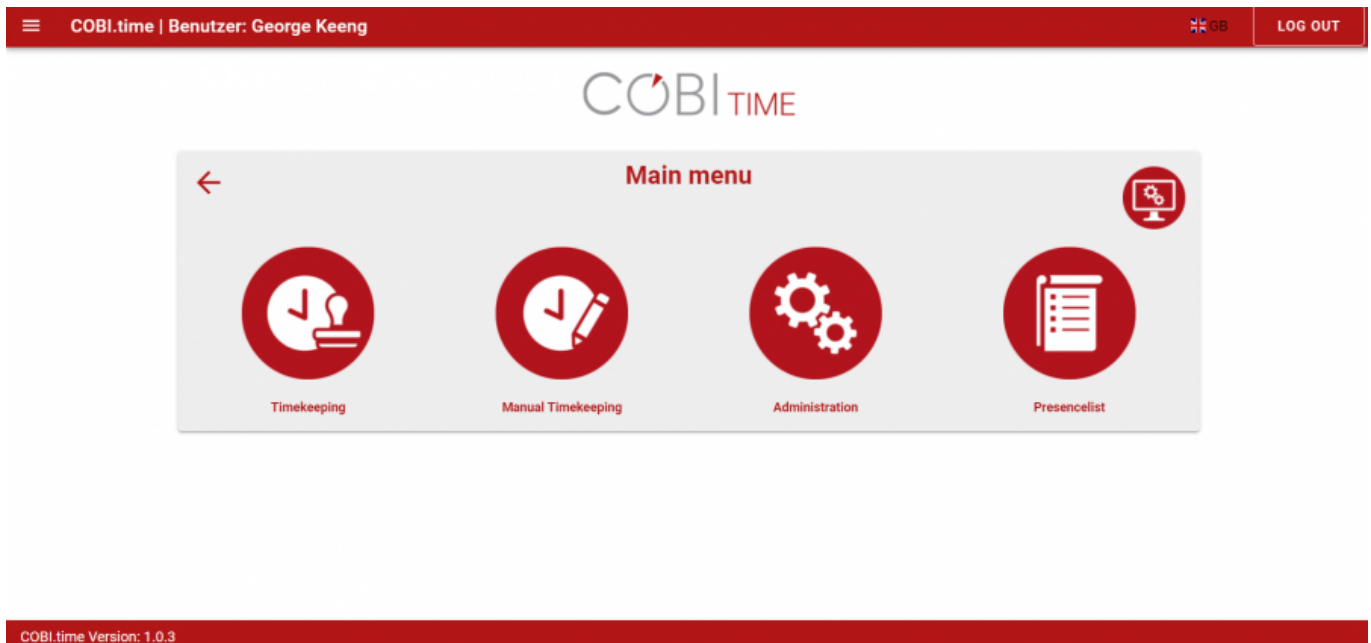 COBI.time | Benutzer: George Keeng
GB
LOG OUT
COBI TIME
Main menu
Timekeeping
Manual Timekeeping
Administration
Presencelist
COBI.time Version: 1.0.3